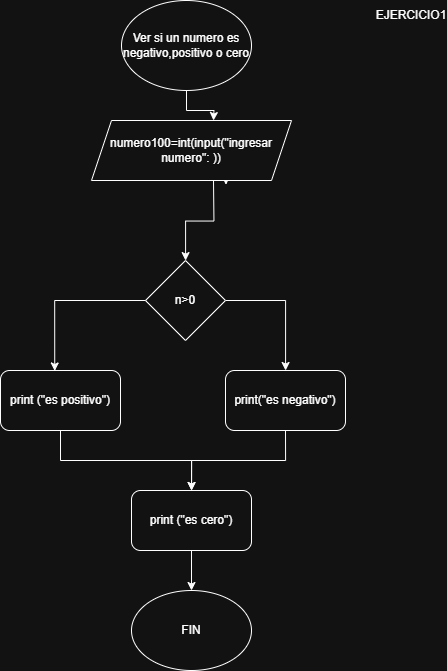 EJERCICIO1
Ver si un numero es
negativo,positivo o cero
numero100=int(input("ingresar
numero": ))
n>0
print ("es positivo")
print("es negativo")
print ("es cero")
FIN